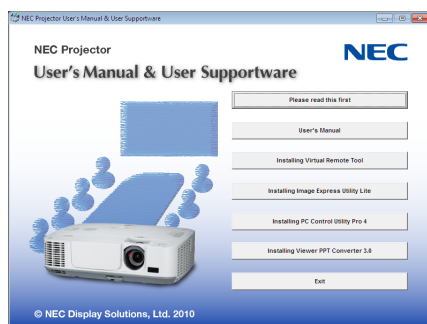 NEC Projector User's Manual & User Supportware
NEC Projector
NEC
User's Manual & User Supportware
Please read this first
User's Manual
Installing Virtual Remote Tool
Installing Image Express Utility Lite
Installing PC Control Utility Pro 4
Installing Viewer PPT Converter 3.0
Exit
© NEC Display Solutions, Ltd. 2010